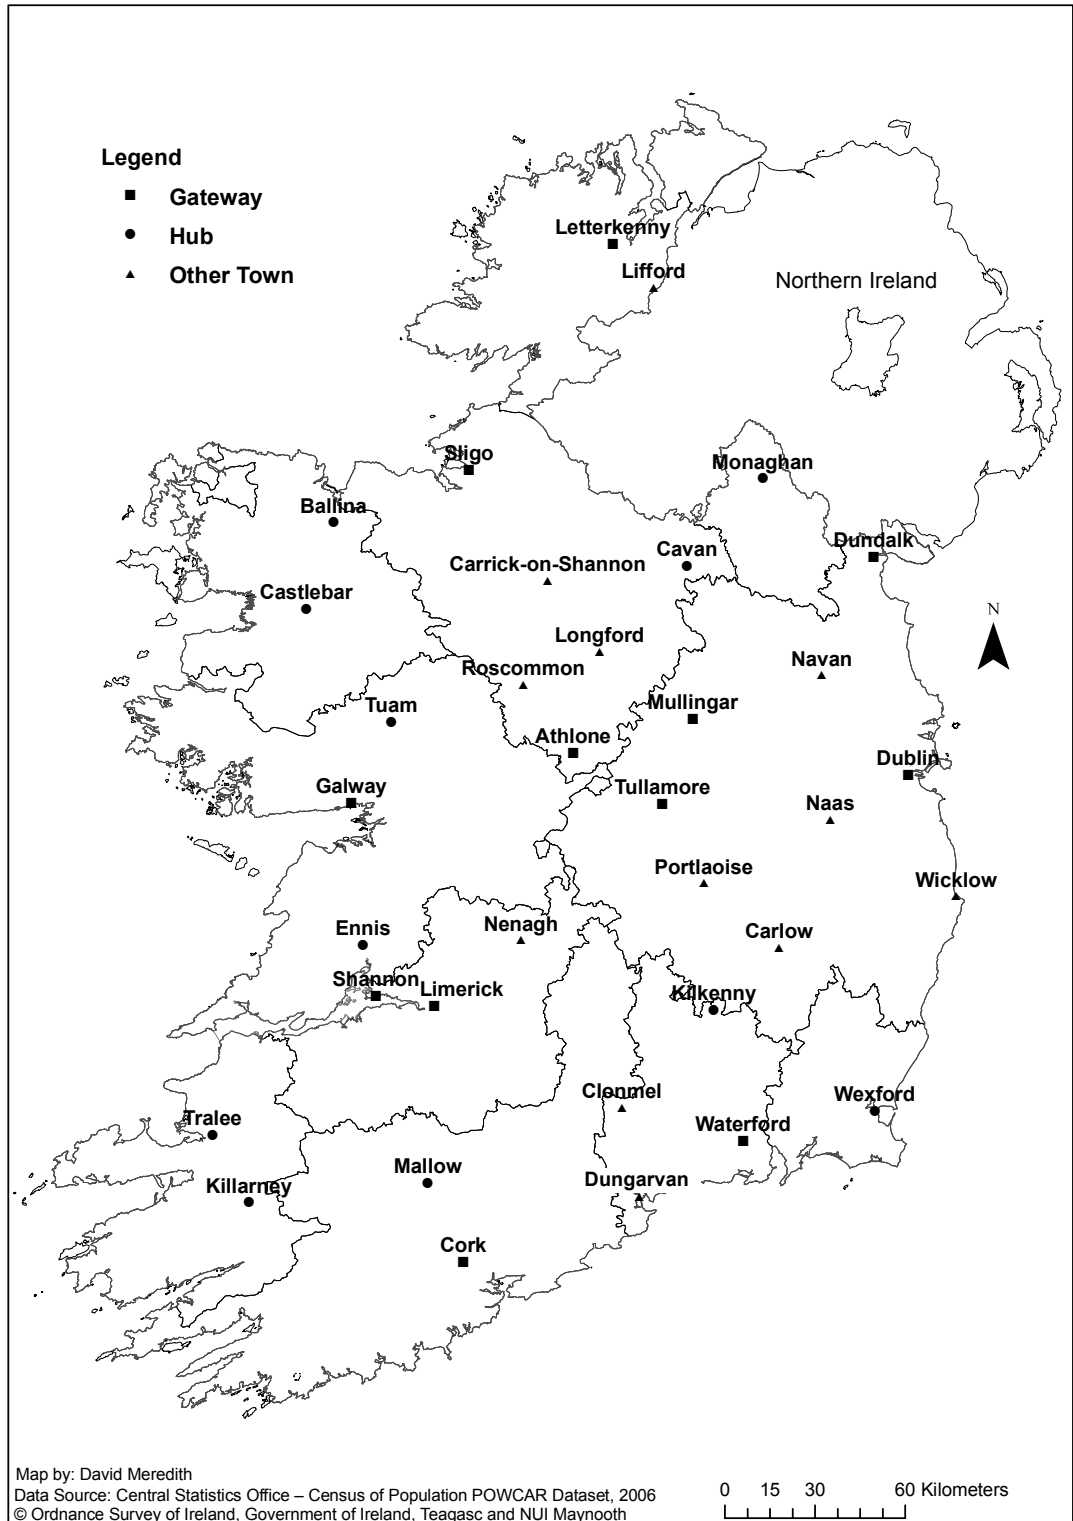 Legend
Gateway
Hub
Other Town
Letterkenny
Lifford
Northern Ireland
Sligo
Monaghan
Ballina
Dundalk
Cavan
Carrick-on-Shannon
Castlebar
N
Longford
Navan
Roscommon
Mullingar
Tuam
Athlone
Dublin
Galway
Tullamore
Naas
Portlaoise
Wicklow
Nenagh
Ennis
Carlow
Shannon
Limerick
Kilkenny
Clonmel
Wexford
Tralee
Waterford
Mallow
Dungarvan
Killarney
Cork
Map by: David Meredith
Data Source: Central Statistics Office – Census of Population POWCAR Dataset, 2006
© Ordnance Survey of Ireland, Government of Ireland, Teagasc and NUI Maynooth
0 15 30 60 Kilometers